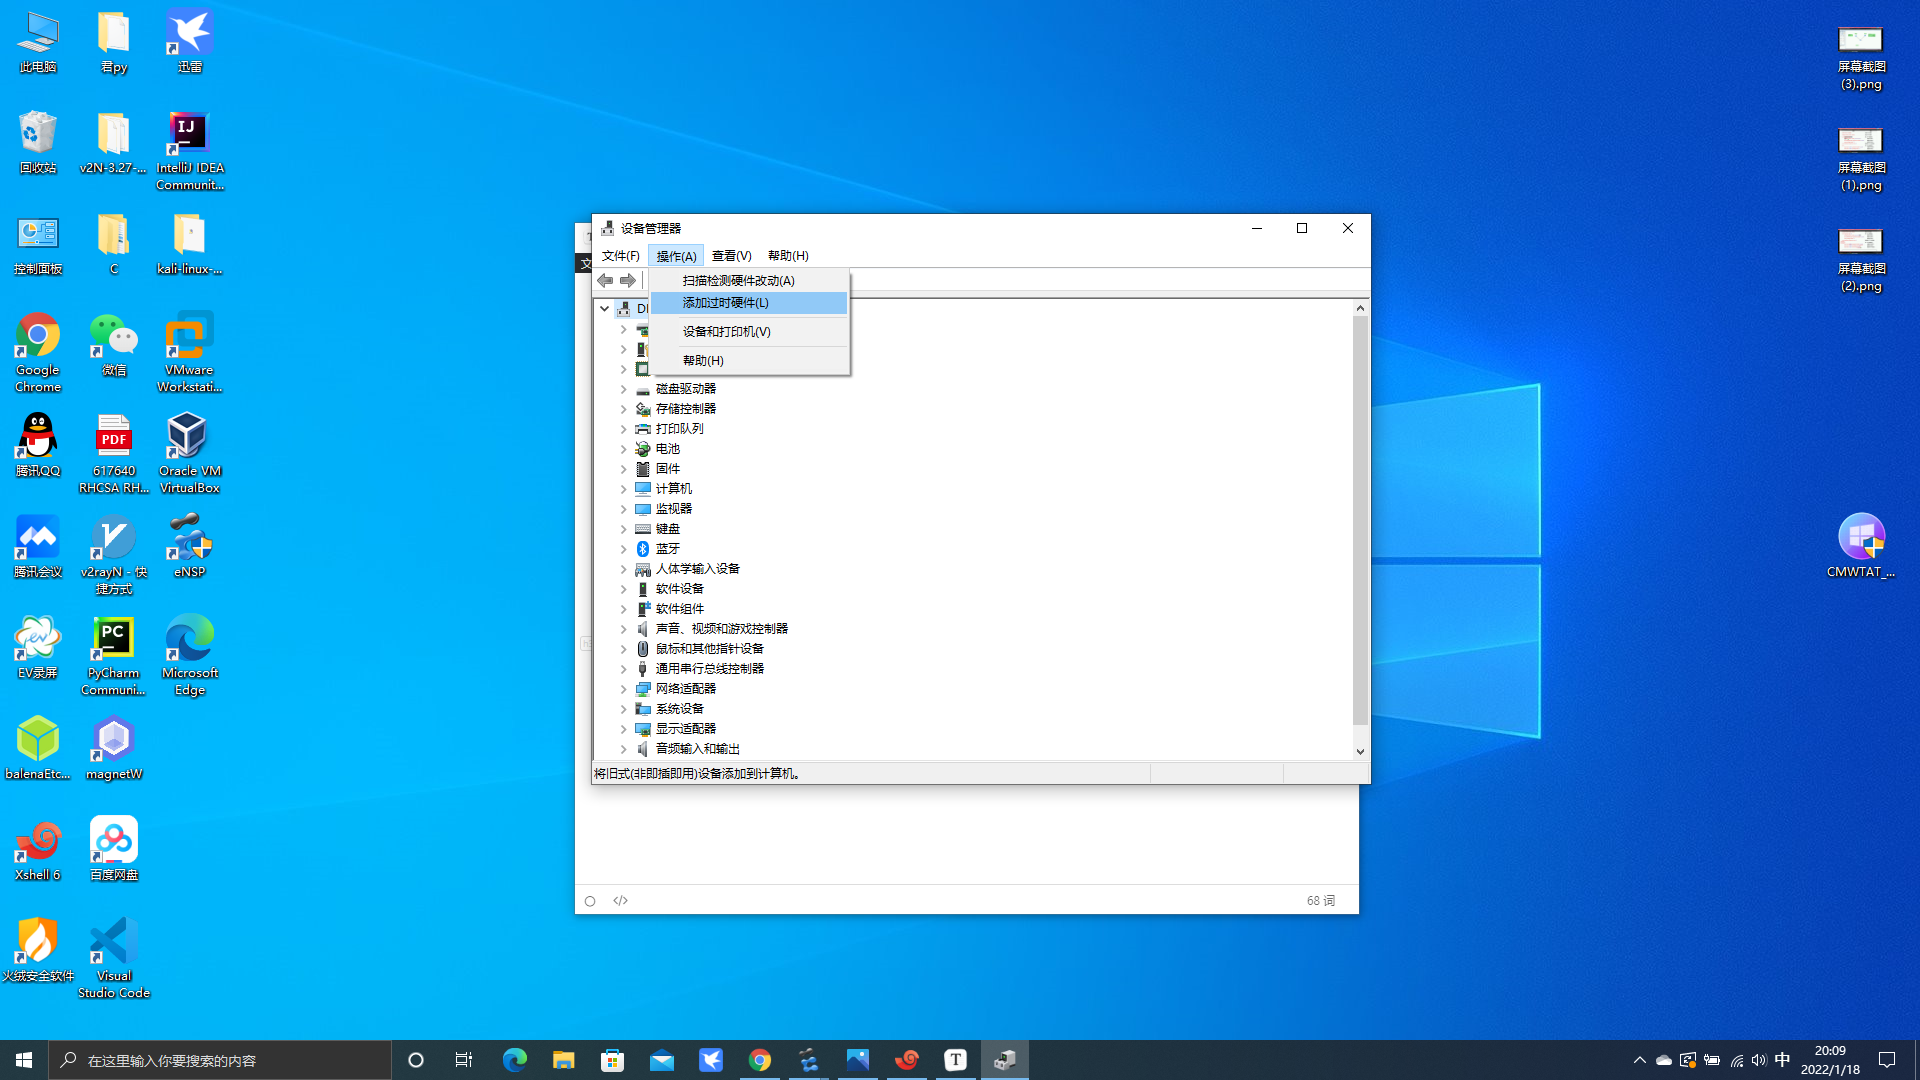 此电脑
君py
迅雷
回收站
v2N-3.27-...
IntelliJ IDEA
Communit...
控制面板
C
kali-linux-...
Google
Chrome
微信
VMware
Workstati...
腾讯QQ
617640
RHCSA RH...
Oracle VM
VirtualBox
腾讯会议
v2rayN - 快
捷方式
eNSP
EV录屏
PyCharm
Communi...
Microsoft
Edge
balenaEtc...
magnetW
Xshell 6
百度网盘
火绒安全软件
Visual
Studio Code
屏幕截图
(3).png
屏幕截图
(1).png
屏幕截图
(2).png
CMWTAT_...
设备管理器
文件(F) 操作(A) 查看(V) 帮助(H)
扫描检测硬件改动(A)
添加过时硬件(L)
设备和打印机(V)
帮助(H)
磁盘驱动器
存储控制器
打印队列
电池
固件
计算机
监视器
键盘
蓝牙
人体学输入设备
软件设备
软件组件
声音、视频和游戏控制器
鼠标和其他指针设备
通用串行总线控制器
网络适配器
系统设备
显示适配器
音频输入和输出
将旧式(非即插即用)设备添加到计算机。
</> 68 词
在这里输入你要搜索的内容
中
20:09
2022/1/18